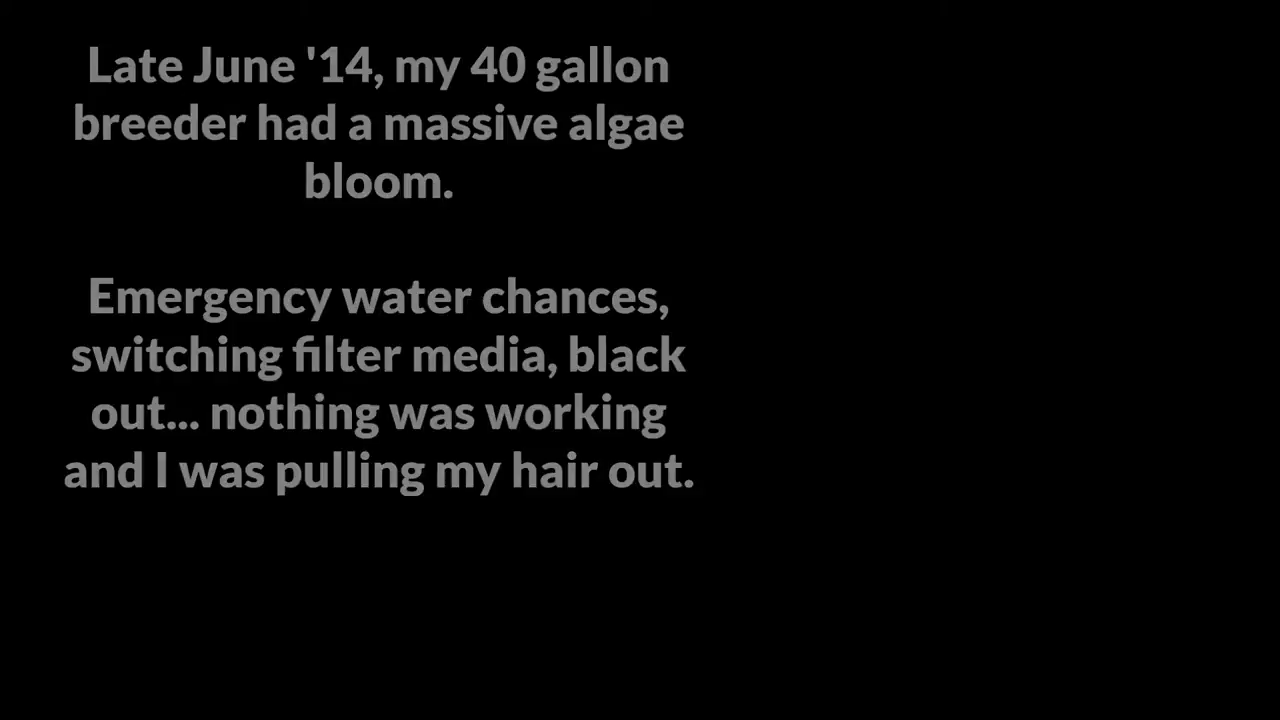 Late June '14, my 40 gallon
breeder had a massive algae
bloom.
Emergency water chances,
switching filter media, black
out... nothing was working
and I was pulling my hair out.